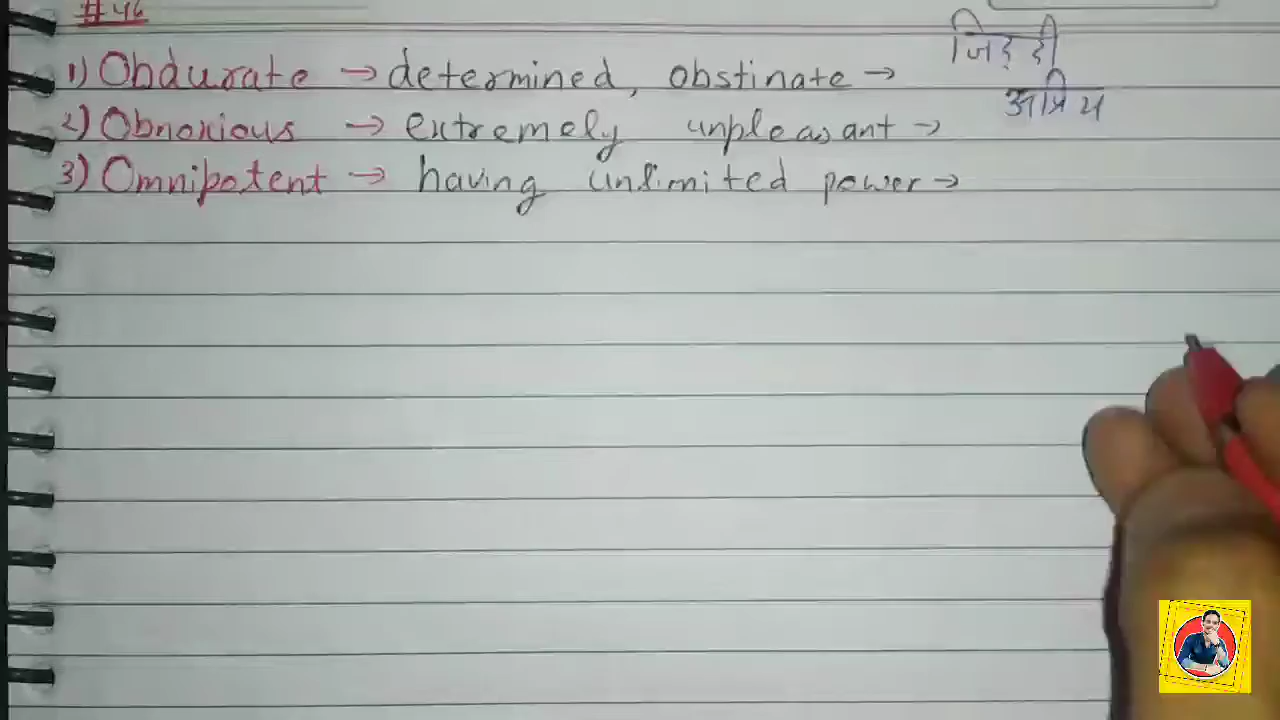 #46
1) Obdurate → determined, obstinate → जिद्दी
2) Obnoxious → extremely unpleasant → अप्रिय
3) Omnipotent → having unlimited power →